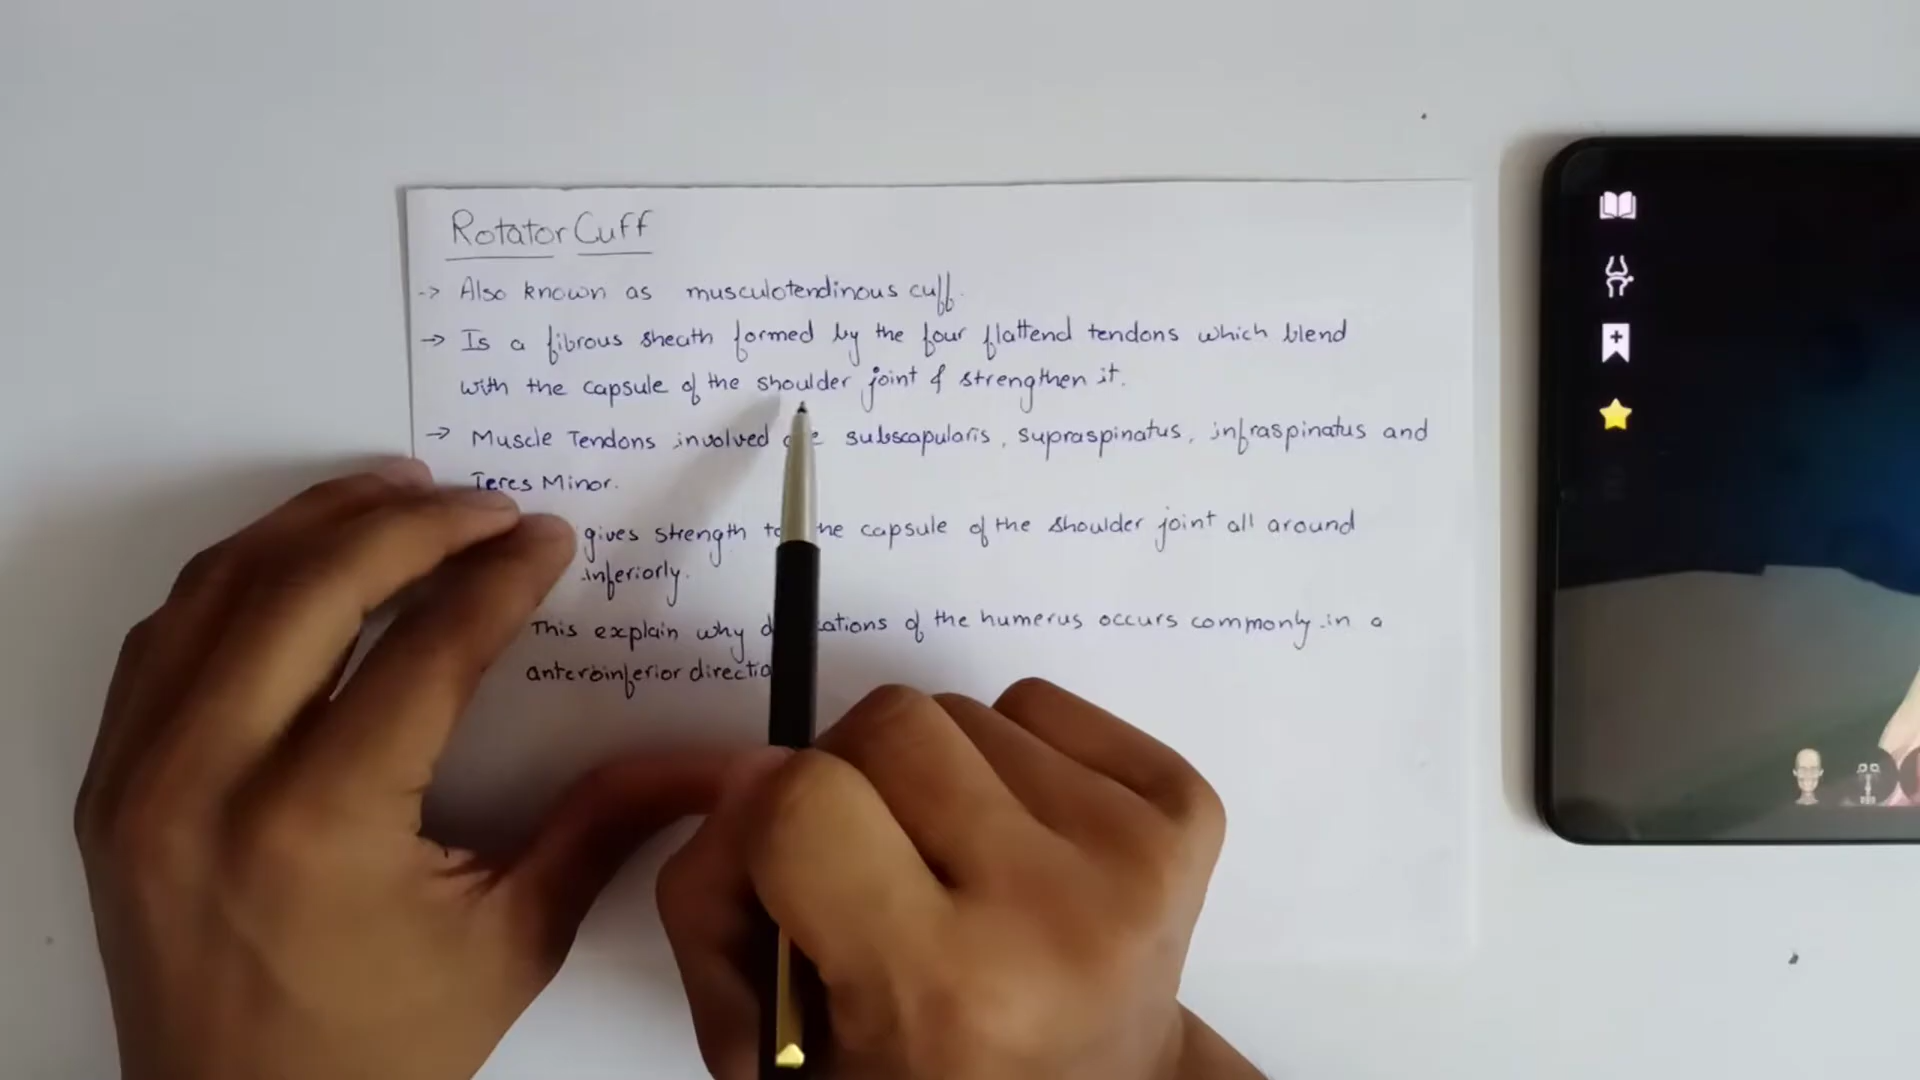 Rotator Cuff
-> Also known as musculotendinous cuff.
-> Is a fibrous sheath formed by the four flattend tendons which blend
with the capsule of the shoulder joint & strengthen it.
-> Muscle Tendons involved subscapularis, supraspinatus, infraspinatus and
Teres Minor.
gives strength the capsule of the shoulder joint all around
inferiorly.
This explain why of the humerus occurs commonly in a
anteroinferior